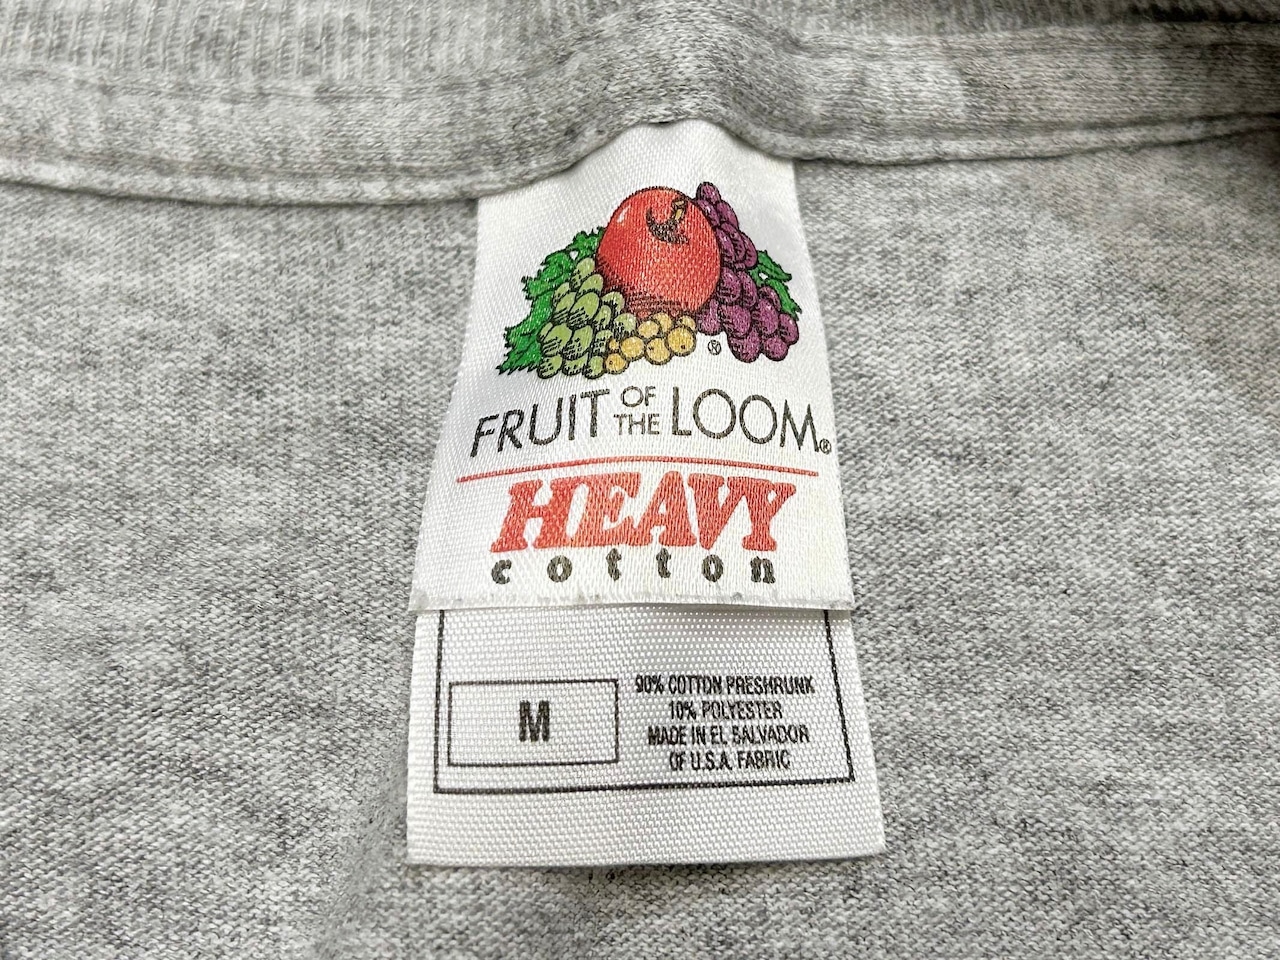 ®
FRUIT OF THE LOOM®
HEAVY
cotton
M
90% COTTON PRESHRUNK
10% POLYESTER
MADE IN EL SALVADOR
OF U.S.A. FABRIC